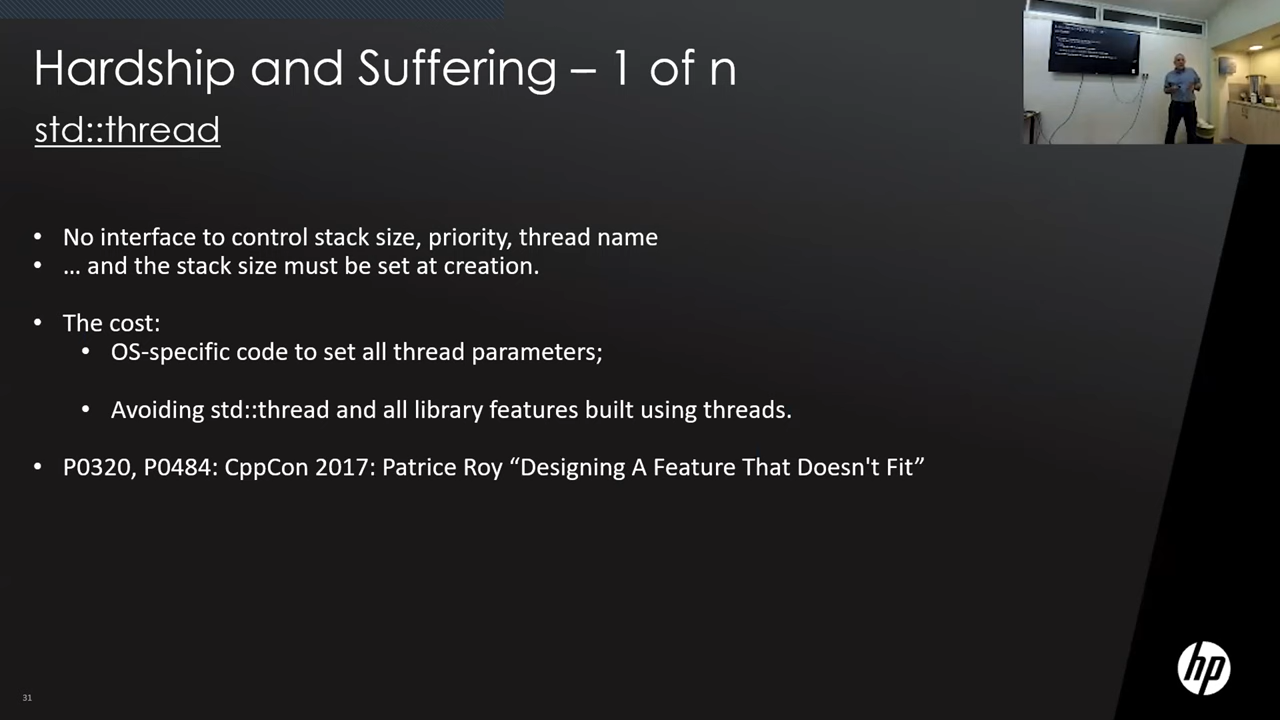 Hardship and Suffering – 1 of n
std::thread
• No interface to control stack size, priority, thread name
• … and the stack size must be set at creation.
• The cost:
• OS-specific code to set all thread parameters;
• Avoiding std::thread and all library features built using threads.
• P0320, P0484: CppCon 2017: Patrice Roy “Designing A Feature That Doesn't Fit”
31
hp